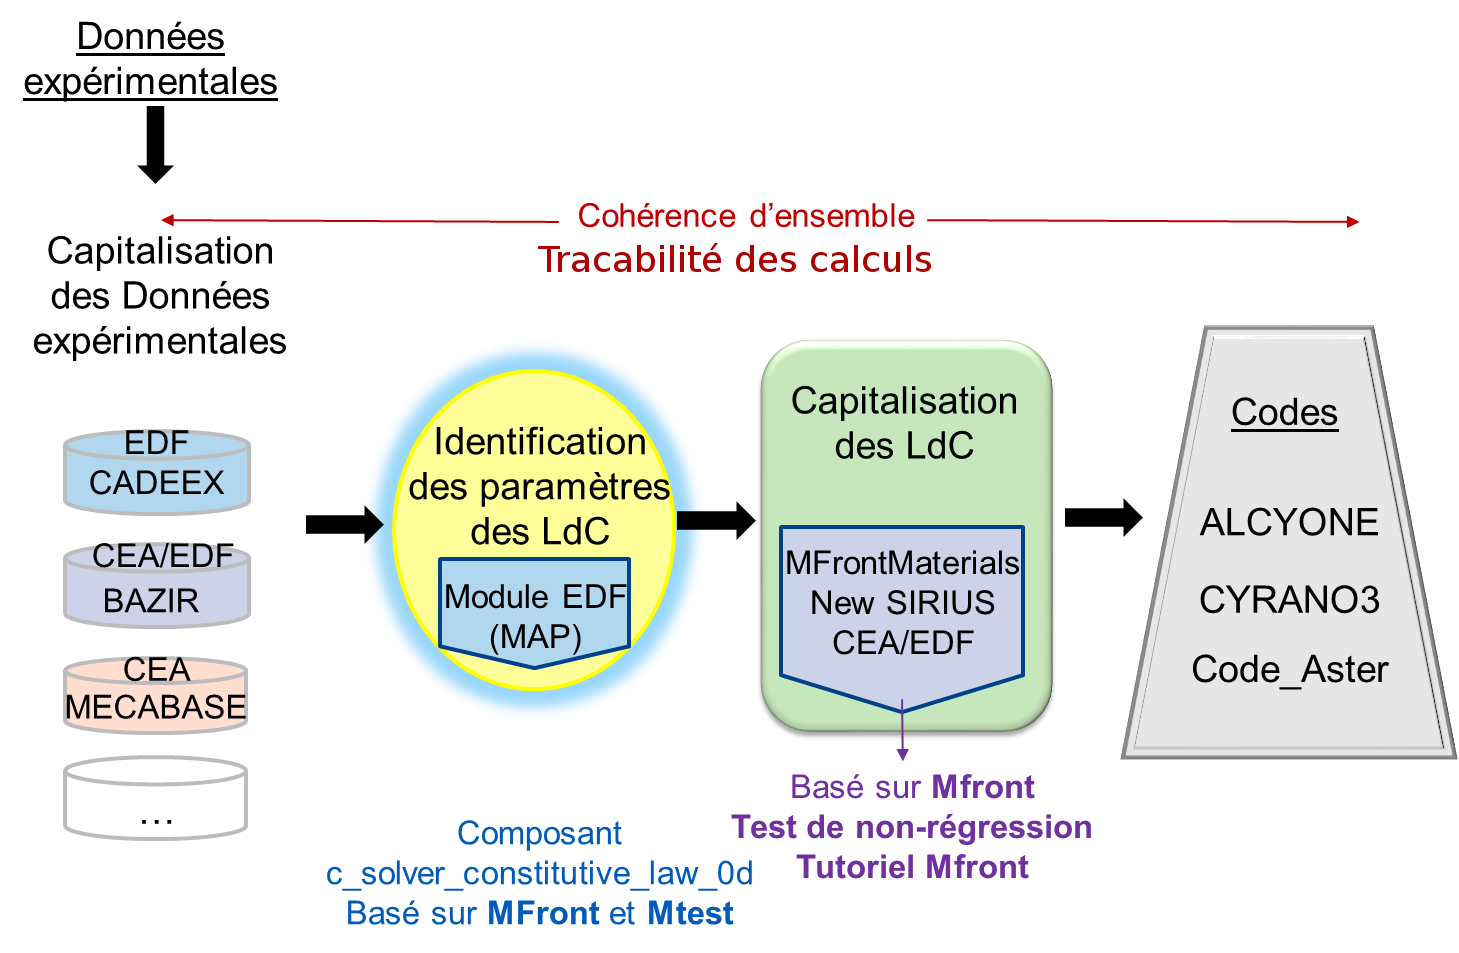 Données
expérimentales
Cohérence d’ensemble
Tracabilité des calculs
Capitalisation
des Données
expérimentales
EDF
CADEEX
CEA/EDF
BAZIR
CEA
MECABASE
...
Identification
des paramètres
des LdC
Module EDF
(MAP)
Composant
c_solver_constitutive_law_0d
Basé sur MFront et Mtest
Capitalisation
des LdC
MFrontMaterials
New SIRIUS
CEA/EDF
Basé sur Mfront
Test de non-régression
Tutoriel Mfront
Codes
ALCYONE
CYRANO3
Code_Aster